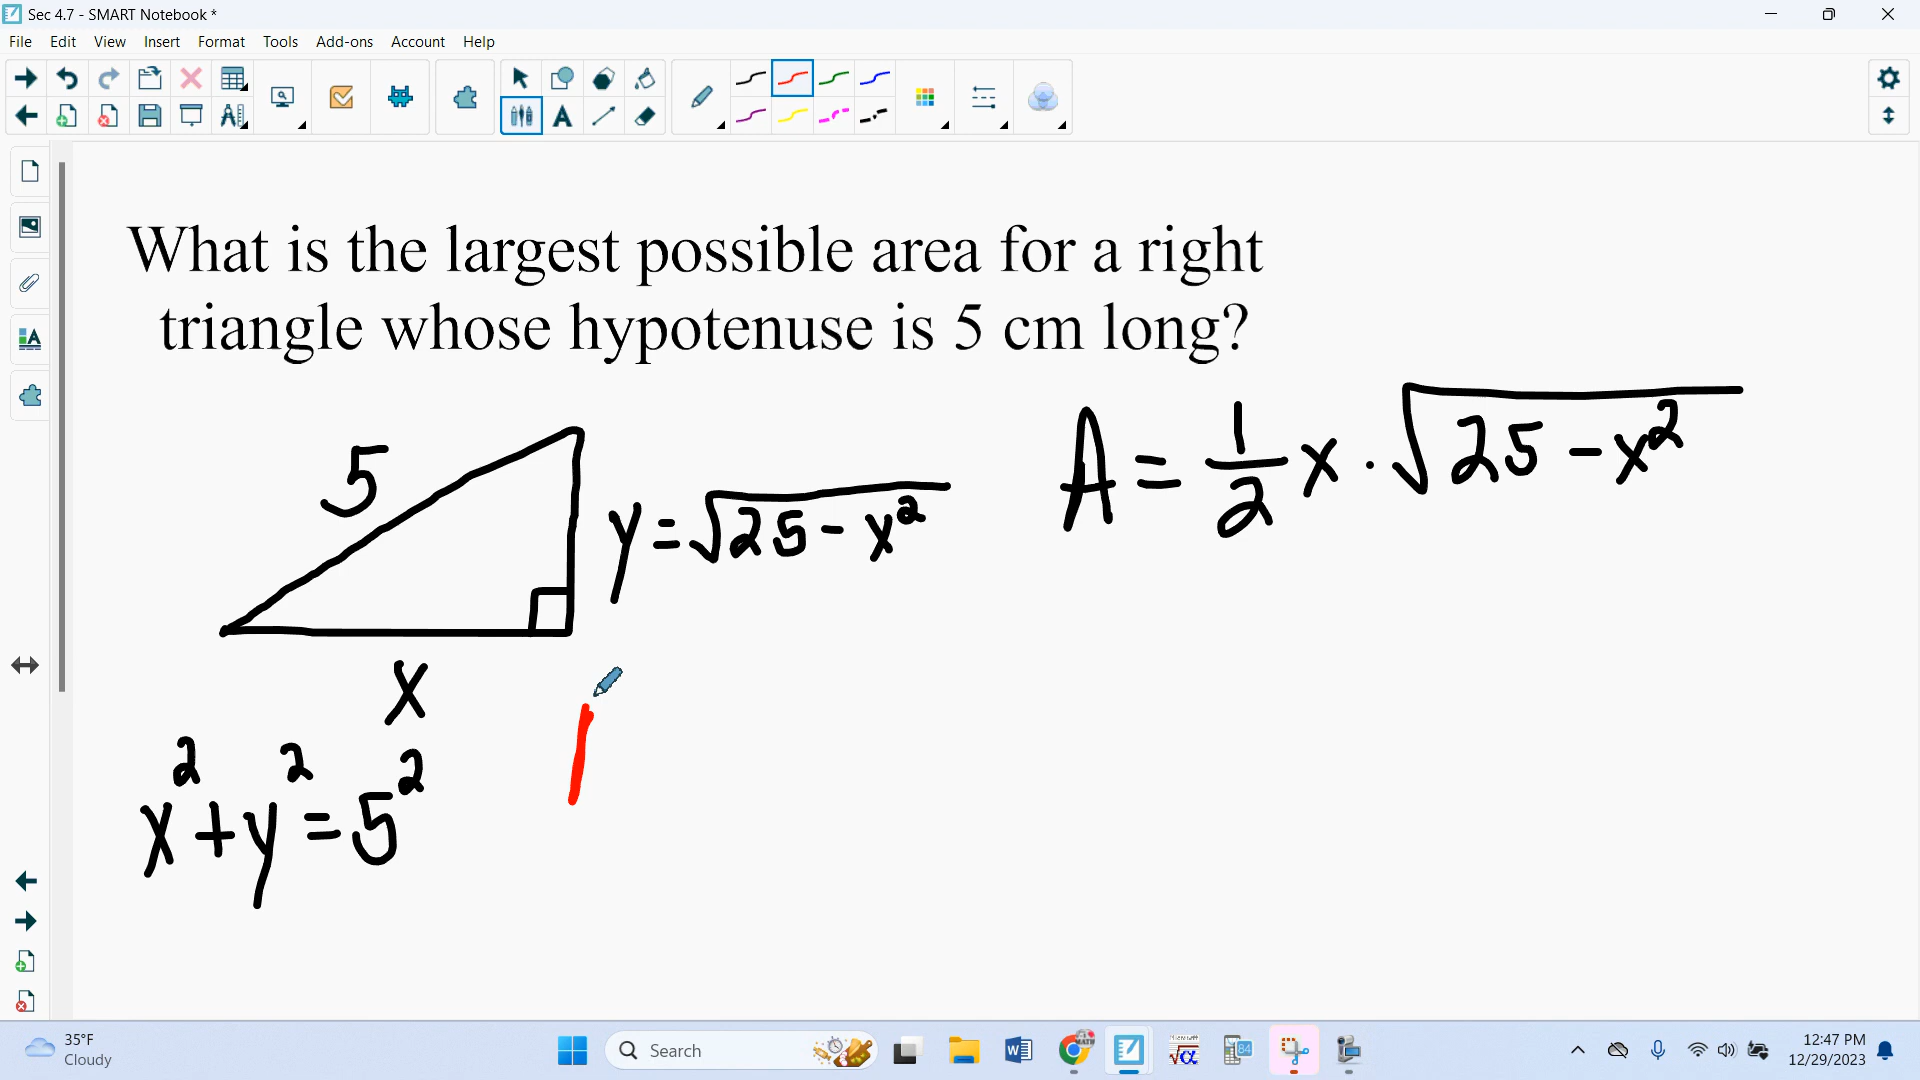 Sec 4.7 - SMART Notebook *
File Edit View Insert Format Tools Add-ons Account Help
What is the largest possible area for a right
triangle whose hypotenuse is 5 cm long?
5
y = √25 - x²
A = 1/2 x · √25 - x²
x
x² + y² = 5²
35°F
Cloudy
Search
12:47 PM
12/29/2023